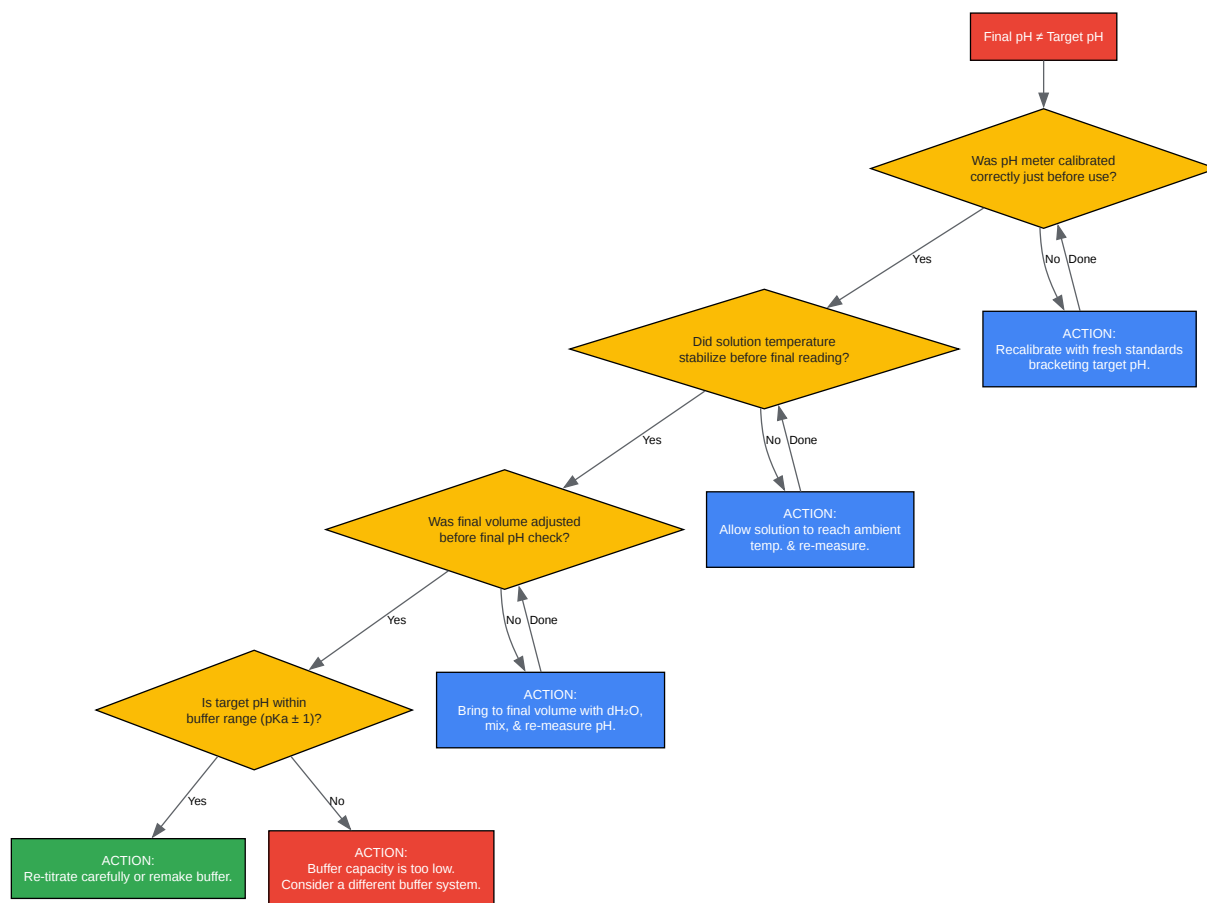 Final pH ≠ Target pH
Was pH meter calibrated
correctly just before use?
Yes
No
Done
ACTION:
Recalibrate with fresh standards
bracketing target pH.
Did solution temperature
stabilize before final reading?
Yes
No
Done
ACTION:
Allow solution to reach ambient
temp. & re-measure.
Was final volume adjusted
before final pH check?
Yes
No
Done
ACTION:
Bring to final volume with dH₂O,
mix, & re-measure pH.
Is target pH within
buffer range (pKa ± 1)?
Yes
No
ACTION:
Re-titrate carefully or remake buffer.
ACTION:
Buffer capacity is too low.
Consider a different buffer system.